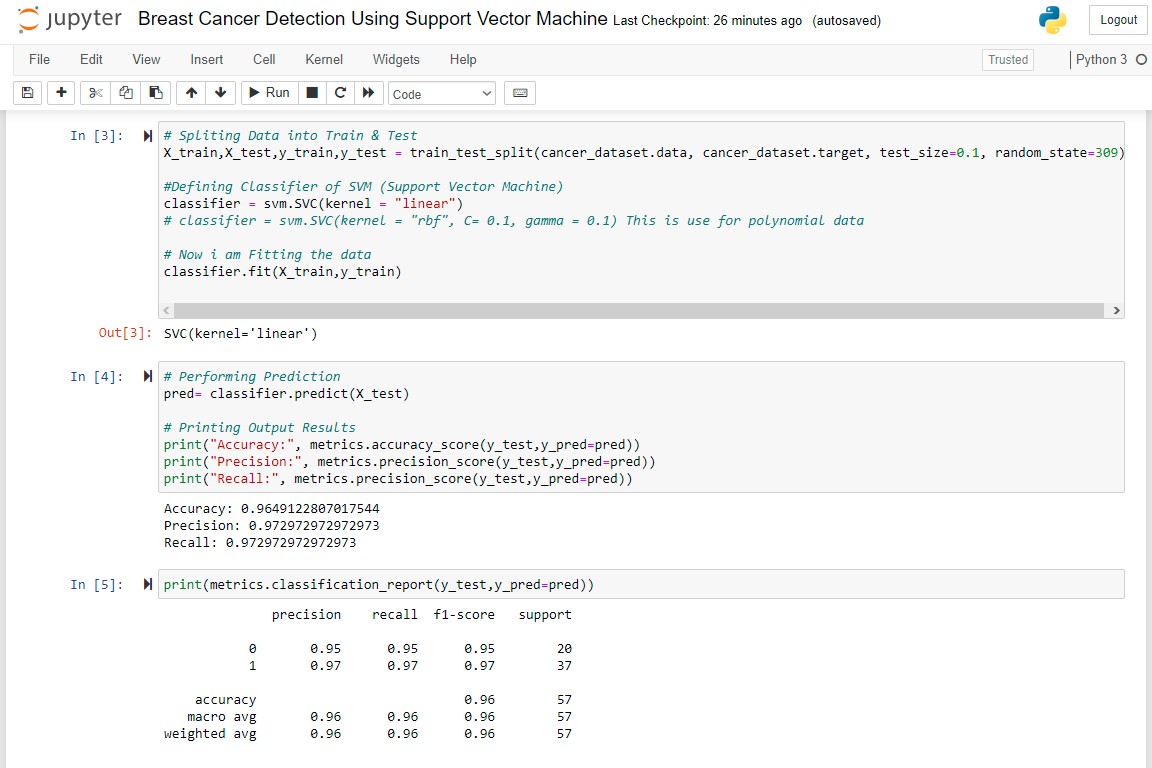 jupyter Breast Cancer Detection Using Support Vector Machine Last Checkpoint: 26 minutes ago (autosaved) Logout
File Edit View Insert Cell Kernel Widgets Help Trusted Python 3
Run Code
In [3]: # Spliting Data into Train & Test
X_train,X_test,y_train,y_test = train_test_split(cancer_dataset.data, cancer_dataset.target, test_size=0.1, random_state=309)
#Defining Classifier of SVM (Support Vector Machine)
classifier = svm.SVC(kernel = "linear")
# classifier = svm.SVC(kernel = "rbf", C= 0.1, gamma = 0.1) This is use for polynomial data
# Now i am Fitting the data
classifier.fit(X_train,y_train)
Out[3]: SVC(kernel='linear')
In [4]: # Performing Prediction
pred= classifier.predict(X_test)
# Printing Output Results
print("Accuracy:", metrics.accuracy_score(y_test,y_pred=pred))
print("Precision:", metrics.precision_score(y_test,y_pred=pred))
print("Recall:", metrics.precision_score(y_test,y_pred=pred))
Accuracy: 0.9649122807017544
Precision: 0.972972972972973
Recall: 0.972972972972973
In [5]: print(metrics.classification_report(y_test,y_pred=pred))
precision recall f1-score support
0 0.95 0.95 0.95 20
1 0.97 0.97 0.97 37
accuracy 0.96 57
macro avg 0.96 0.96 0.96 57
weighted avg 0.96 0.96 0.96 57